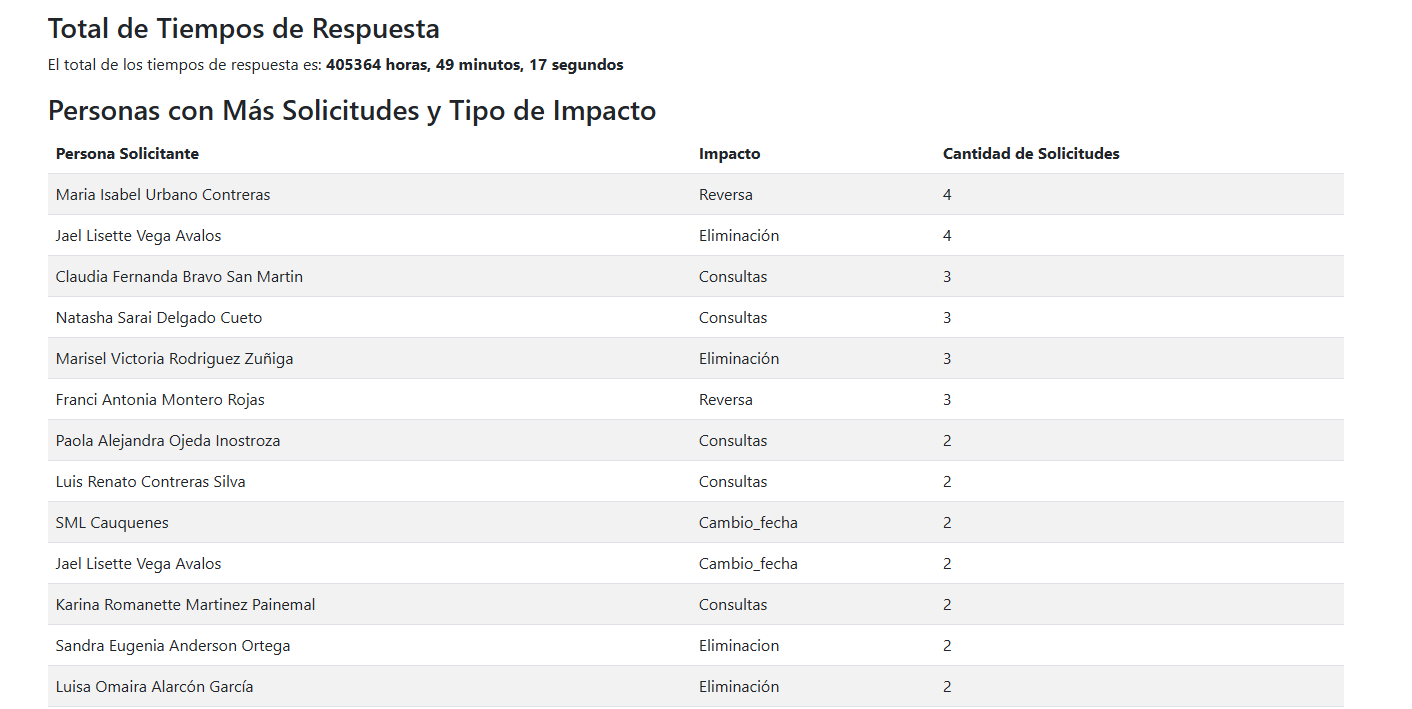 Total de Tiempos de Respuesta
El total de los tiempos de respuesta es: 405364 horas, 49 minutos, 17 segundos
Personas con Más Solicitudes y Tipo de Impacto
Persona Solicitante Impacto Cantidad de Solicitudes
Maria Isabel Urbano Contreras Reversa 4
Jael Lisette Vega Avalos Eliminación 4
Claudia Fernanda Bravo San Martin Consultas 3
Natasha Sarai Delgado Cueto Consultas 3
Marisel Victoria Rodriguez Zuñiga Eliminación 3
Franci Antonia Montero Rojas Reversa 3
Paola Alejandra Ojeda Inostroza Consultas 2
Luis Renato Contreras Silva Consultas 2
SML Cauquenes Cambio_fecha 2
Jael Lisette Vega Avalos Cambio_fecha 2
Karina Romanette Martinez Painemal Consultas 2
Sandra Eugenia Anderson Ortega Eliminacion 2
Luisa Omaira Alarcón García Eliminación 2